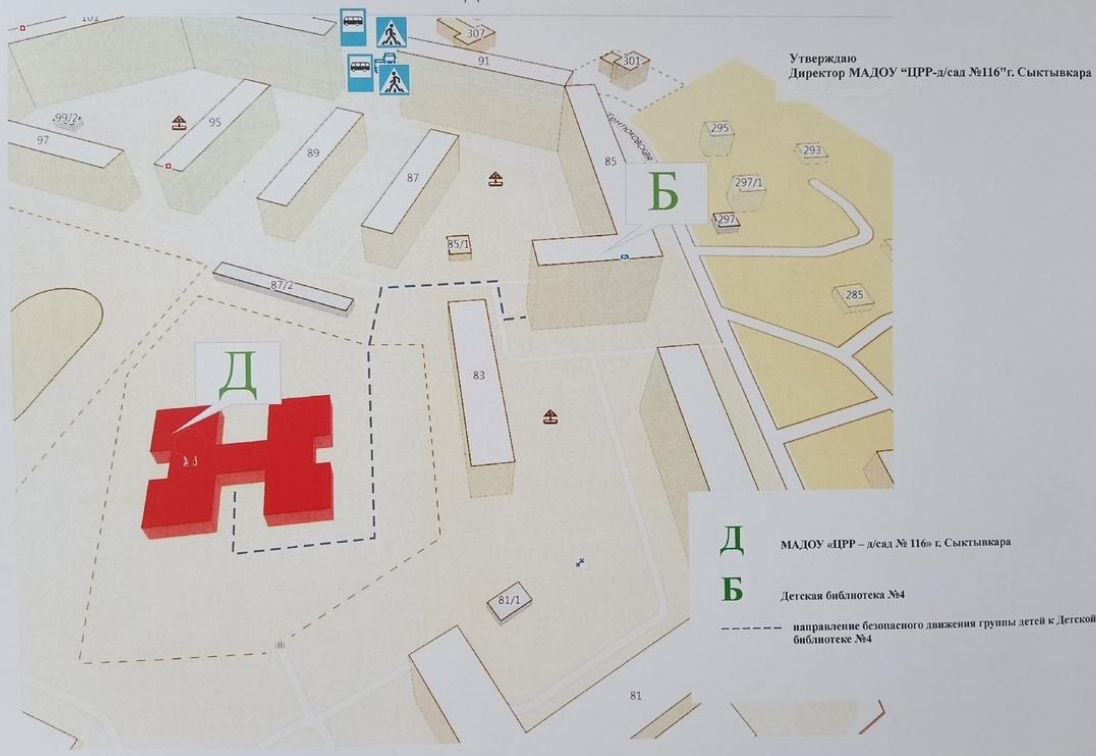 101
307
91
301
Утверждаю
Директор МАДОУ “ЦРР-д/сад №116"г. Сыктывкара
99/2
97
95
89
87
85
Тентюковская
295
293
297/1
297
Б
85/1
87/2
285
83
Д
81/1
81
Д МАДОУ «ЦРР – д/сад № 116» г. Сыктывкара
Б Детская библиотека №4
направление безопасного движения группы детей к Детской
библиотеке №4